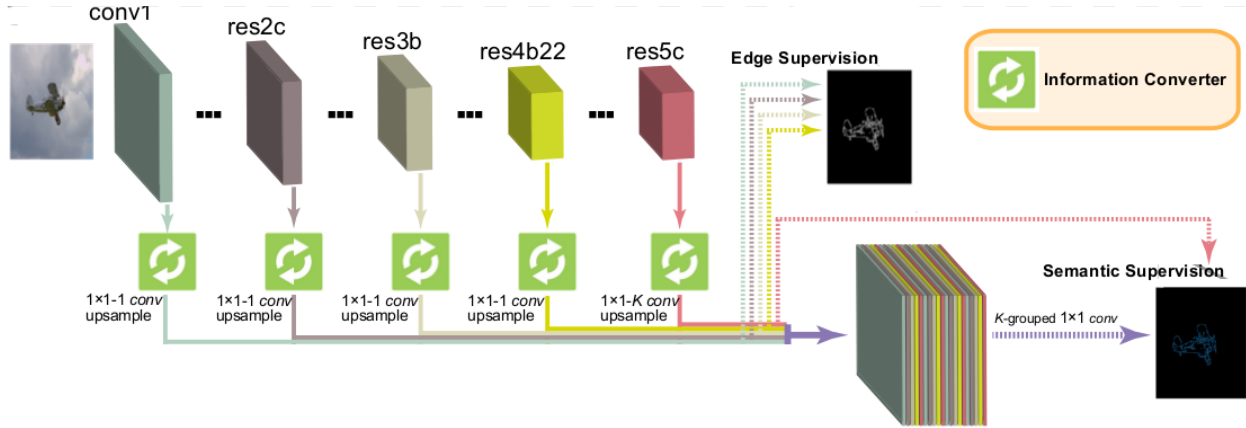 conv1
res2c
res3b
res4b22
res5c
Edge Supervision
Information Converter
1×1-1 conv
upsample
1×1-1 conv
upsample
1×1-1 conv
upsample
1×1-1 conv
upsample
1×1-K conv
upsample
Semantic Supervision
K-grouped 1×1 conv